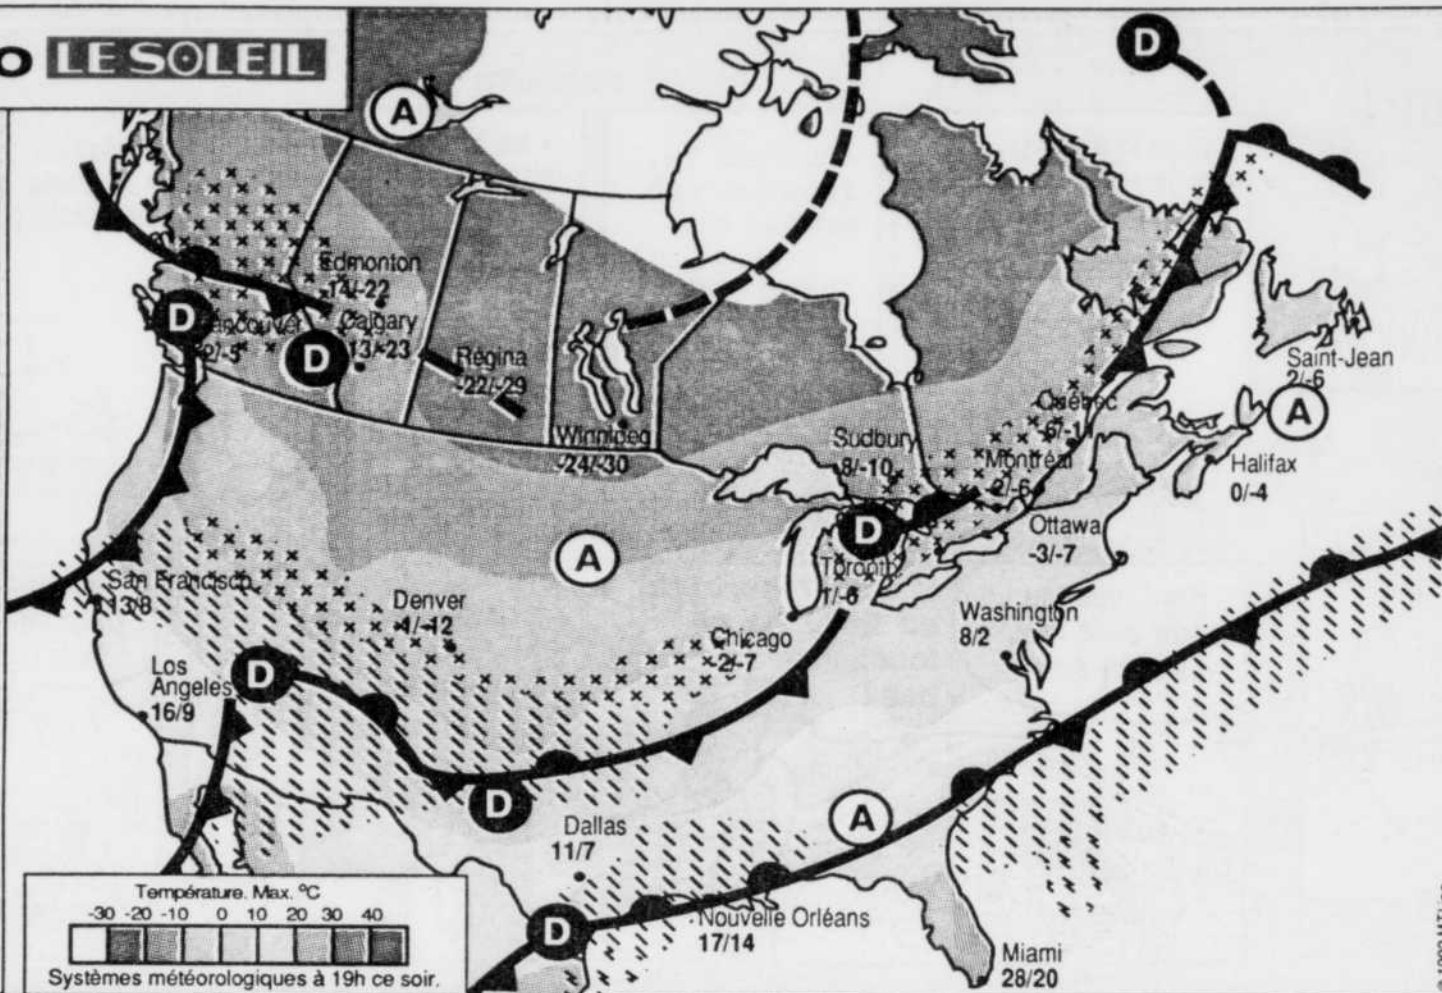 LE SOLEIL
D
A
Edmonton
-14/-22
D
Vancouver
2/-5
Calgary
-13/-23
D
Régina
-22/-29
Winnipeg
-24/-30
Sudbury
-8/-10
Québec
-6/-11
Montréal
-2/-6
Saint-Jean
2/-6
A
Halifax
0/-4
D
Ottawa
-3/-7
Toronto
1/-6
A
San Francisco
13/8
Denver
-1/-12
Washington
8/2
Chicago
-2/-7
Los
Angeles
16/9
D
D
A
Dallas
11/7
D
Nouvelle Orléans
17/14
Miami
28/20
Température. Max. °C
-30 -20 -10 0 10 20 30 40
Systèmes météorologiques à 19h ce soir.